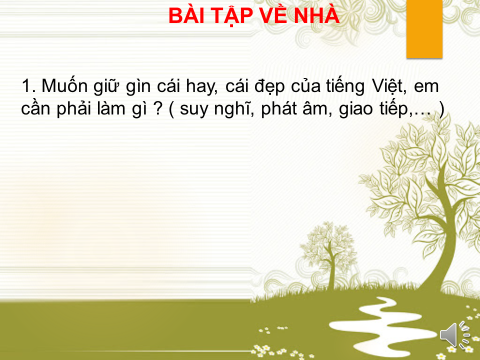 BÀI TẬP VỀ NHÀ
1. Muốn giữ gìn cái hay, cái đẹp của tiếng Việt, em
cần phải làm gì ? ( suy nghĩ, phát âm, giao tiếp,… )